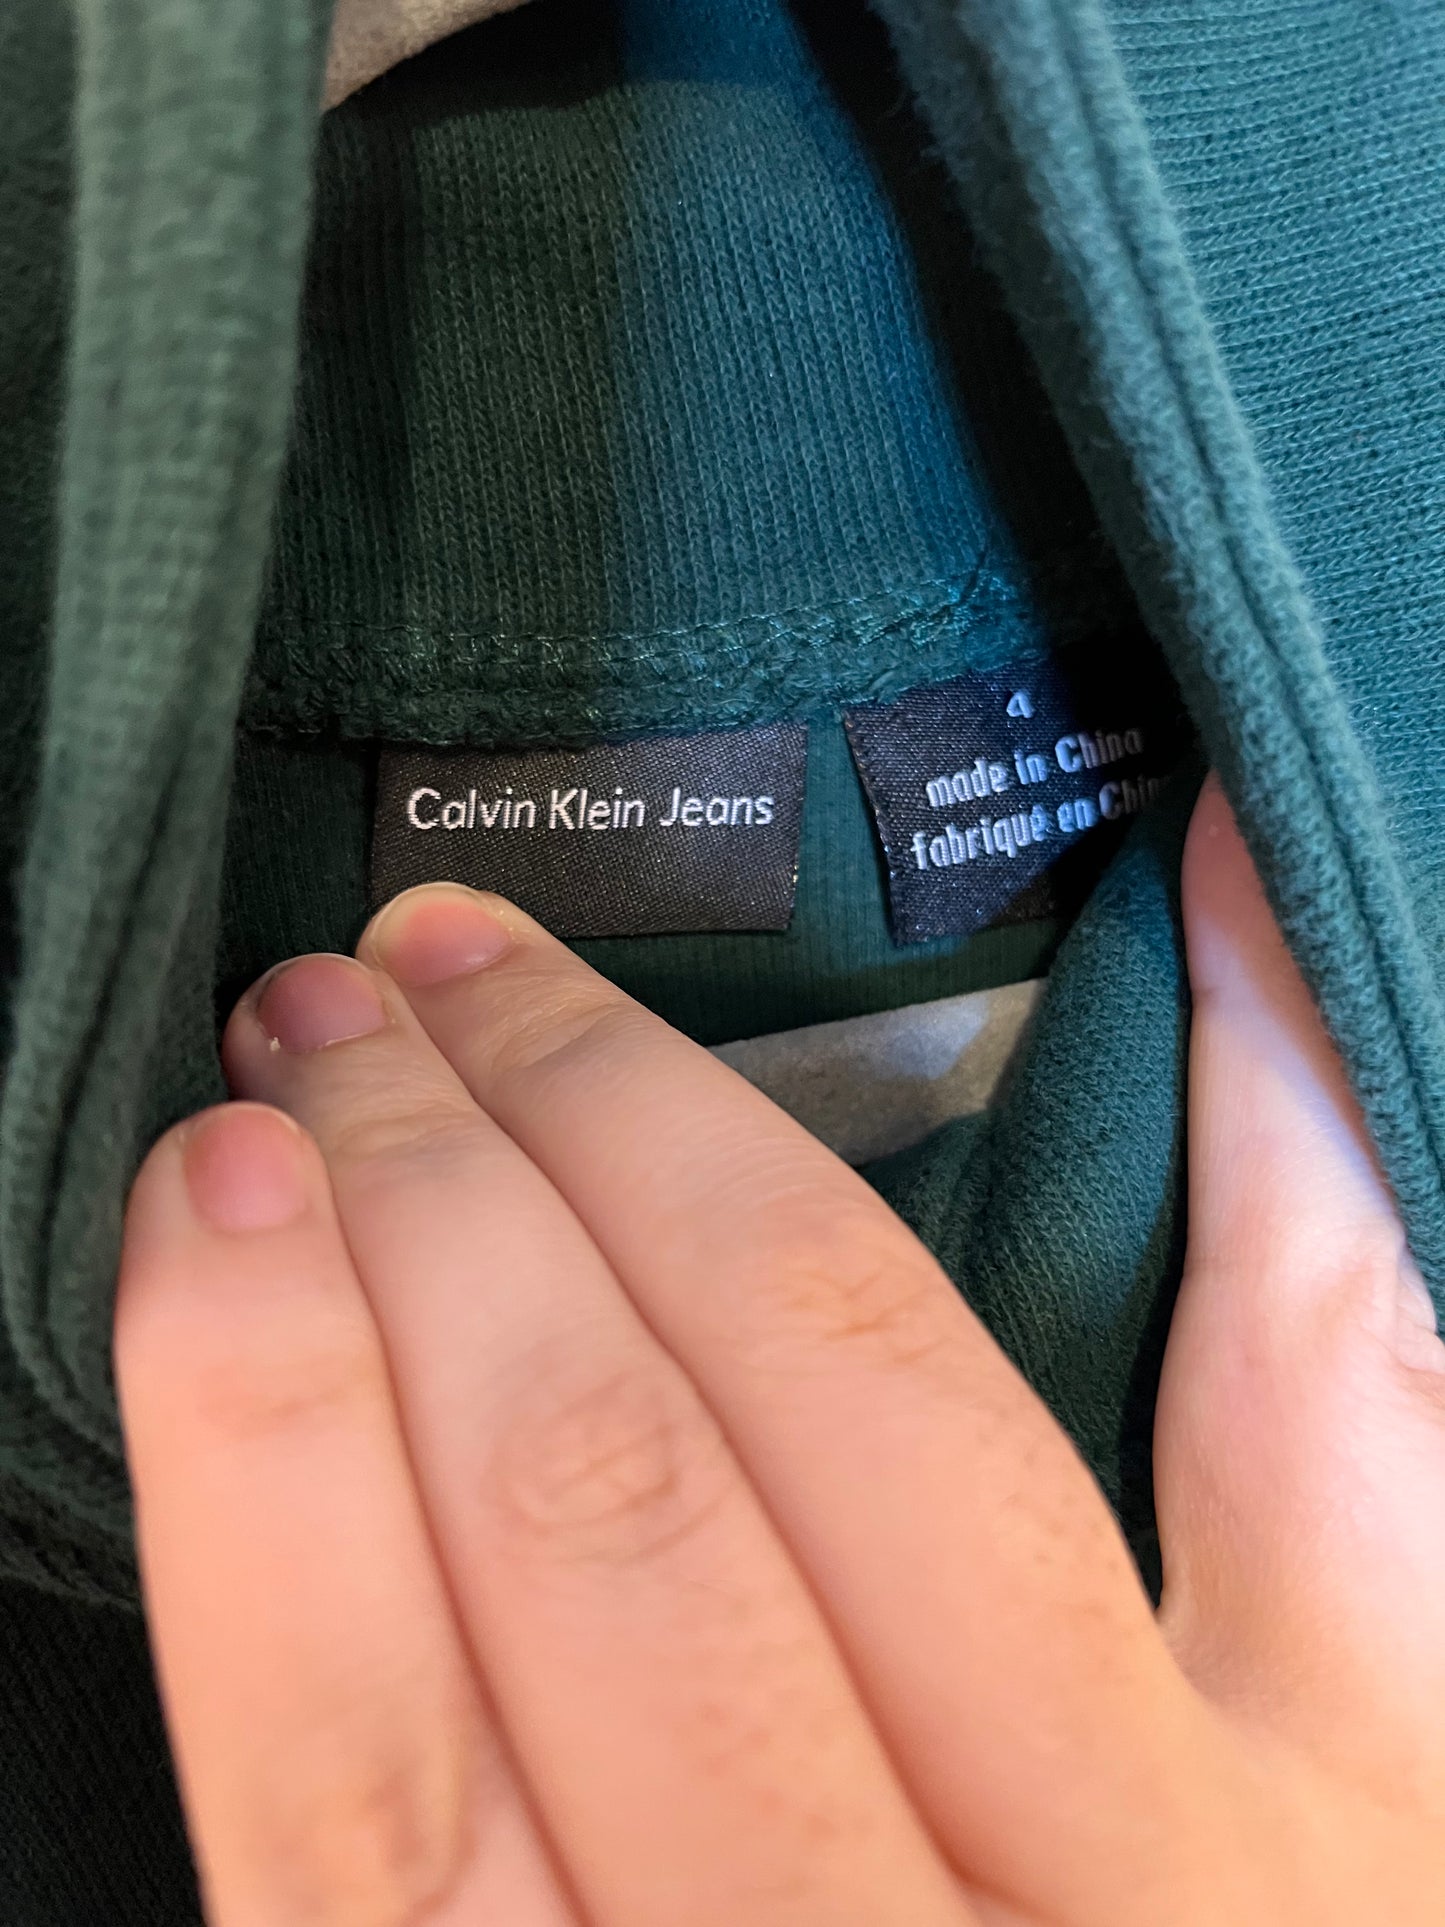 Calvin Klein Jeans
4
made in China
fabriqué en